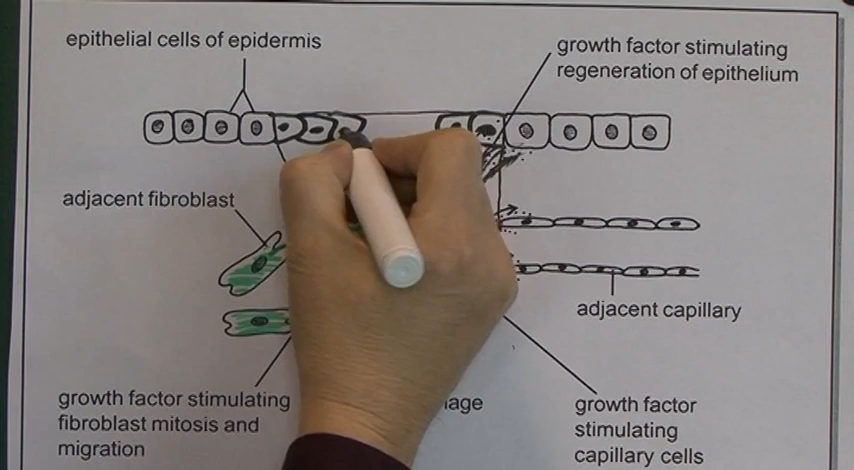 epithelial cells of epidermis
growth factor stimulating
regeneration of epithelium
adjacent fibroblast
adjacent capillary
growth factor stimulating
fibroblast mitosis and
migration
growth factor
stimulating
capillary cells